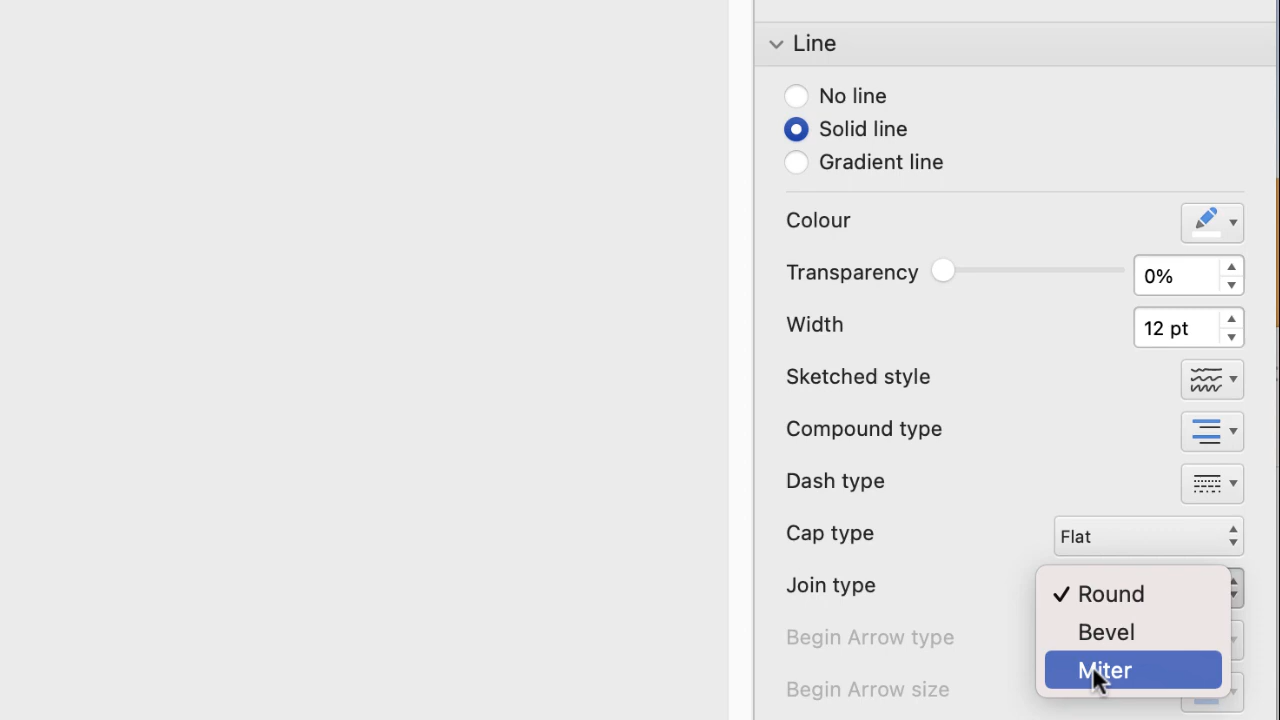 Line
No line
Solid line
Gradient line
Colour
Transparency 0%
Width 12 pt
Sketched style
Compound type
Dash type
Cap type Flat
Join type
Round
Bevel
Miter
Begin Arrow type
Begin Arrow size